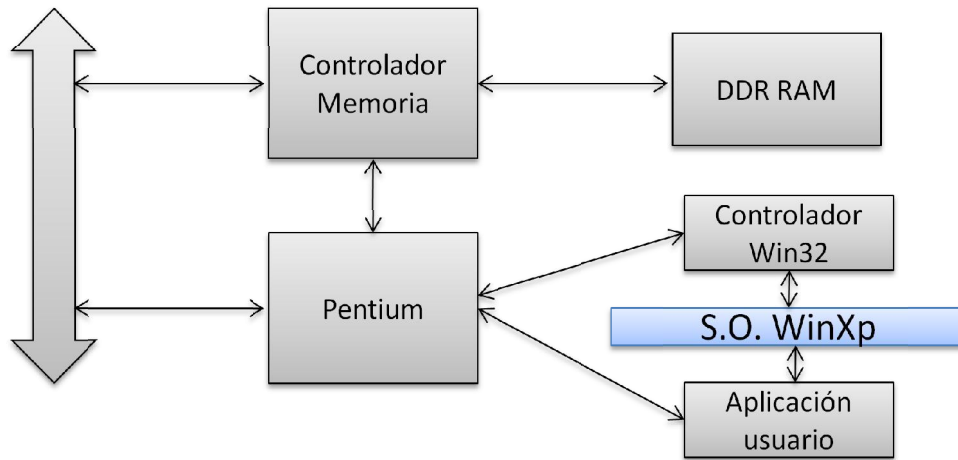 Controlador
Memoria
DDR RAM
Pentium
Controlador
Win32
S.O. WinXp
Aplicación
usuario